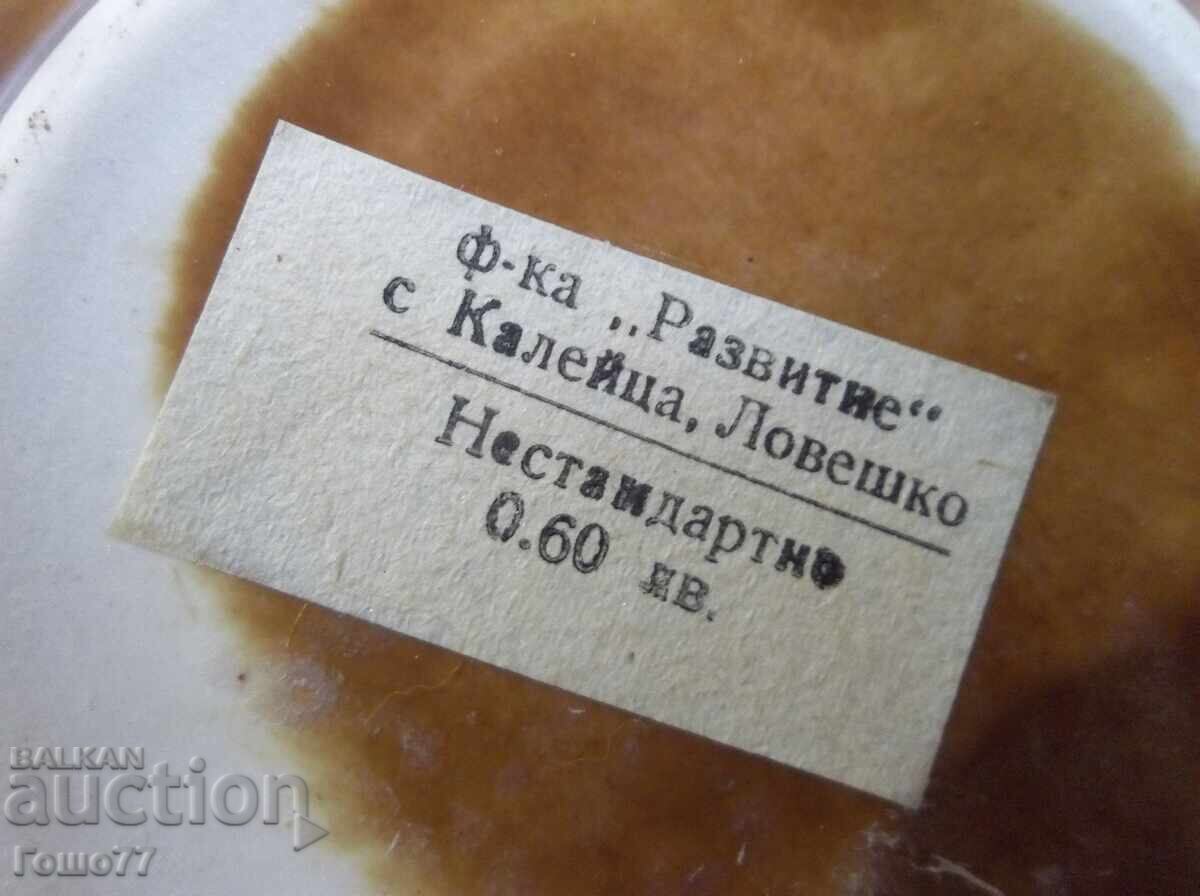 ф-ка „Развитие“
с Калейца, Ловешко
Нестандартно
0.60 лв.
BALKAN
auction
Гошо77